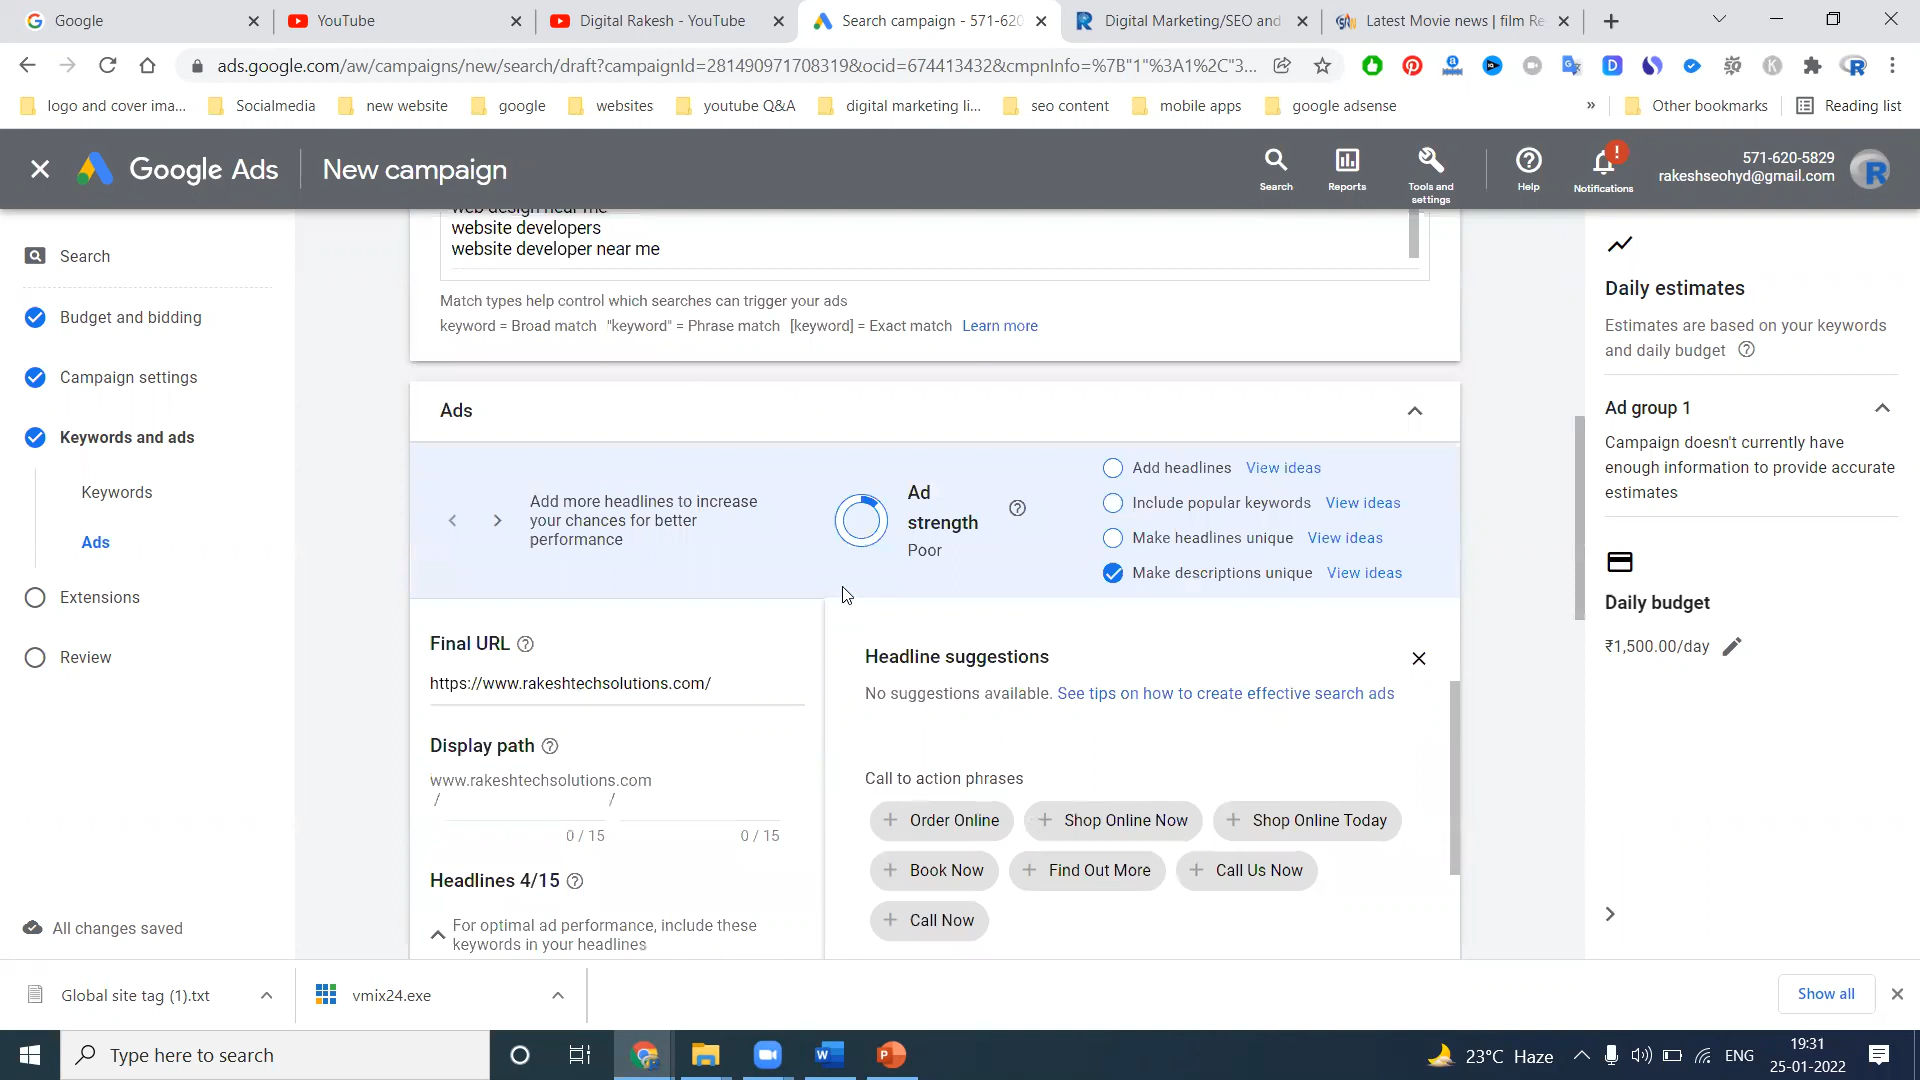 Google
YouTube
Digital Rakesh - YouTube
Search campaign - 571-620
Digital Marketing/SEO and
Latest Movie news | film Re
ads.google.com/aw/campaigns/new/search/draft?campaignId=281490971708319&ocid=674413432&cmpnInfo=%7B"1"%3A1%2C"3...
logo and cover ima...
Socialmedia
new website
google
websites
youtube Q&A
digital marketing li...
seo content
mobile apps
google adsense
»
Other bookmarks
Reading list
Google Ads
New campaign
Search
Reports
Tools and settings
Help
Notifications
571-620-5829
rakeshseohyd@gmail.com
Search
Budget and bidding
Campaign settings
Keywords and ads
Keywords
Ads
Extensions
Review
All changes saved
web design near me
website developers
website developer near me
Match types help control which searches can trigger your ads
keyword = Broad match "keyword" = Phrase match [keyword] = Exact match Learn more
Ads
Add more headlines to increase
your chances for better
performance
Ad
strength
Poor
Add headlines View ideas
Include popular keywords View ideas
Make headlines unique View ideas
Make descriptions unique View ideas
Final URL
https://www.rakeshtechsolutions.com/
Display path
www.rakeshtechsolutions.com
/ /
0 / 15 0 / 15
Headlines 4/15
For optimal ad performance, include these
keywords in your headlines
Headline suggestions
No suggestions available. See tips on how to create effective search ads
Call to action phrases
+ Order Online
+ Shop Online Now
+ Shop Online Today
+ Book Now
+ Find Out More
+ Call Us Now
+ Call Now
Daily estimates
Estimates are based on your keywords
and daily budget
Ad group 1
Campaign doesn't currently have
enough information to provide accurate
estimates
Daily budget
₹1,500.00/day
Global site tag (1).txt
vmix24.exe
Show all
Type here to search
23°C Haze
ENG
19:31
25-01-2022